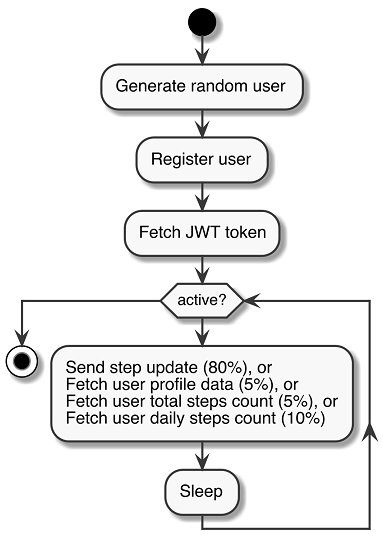 Generate random user
Register user
Fetch JWT token
active?
Send step update (80%), or
Fetch user profile data (5%), or
Fetch user total steps count (5%), or
Fetch user daily steps count (10%)
Sleep